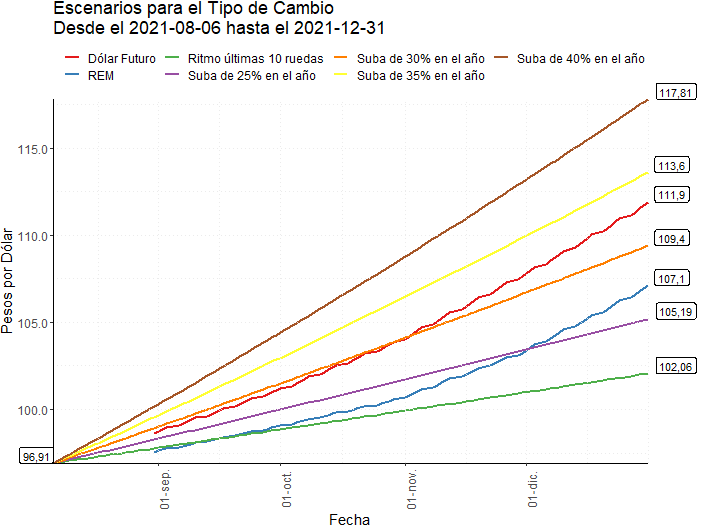 Escenarios para el Tipo de Cambio
Desde el 2021-08-06 hasta el 2021-12-31
Dólar Futuro Ritmo últimas 10 ruedas Suba de 30% en el año Suba de 40% en el año
REM Suba de 25% en el año Suba de 35% en el año
117,81
115.0
113,6
111,9
110.0
109,4
107,1
105,19
105.0
102,06
100.0
96,91
Pesos por Dólar
01-sep. 01-oct. 01-nov. 01-dic.
Fecha